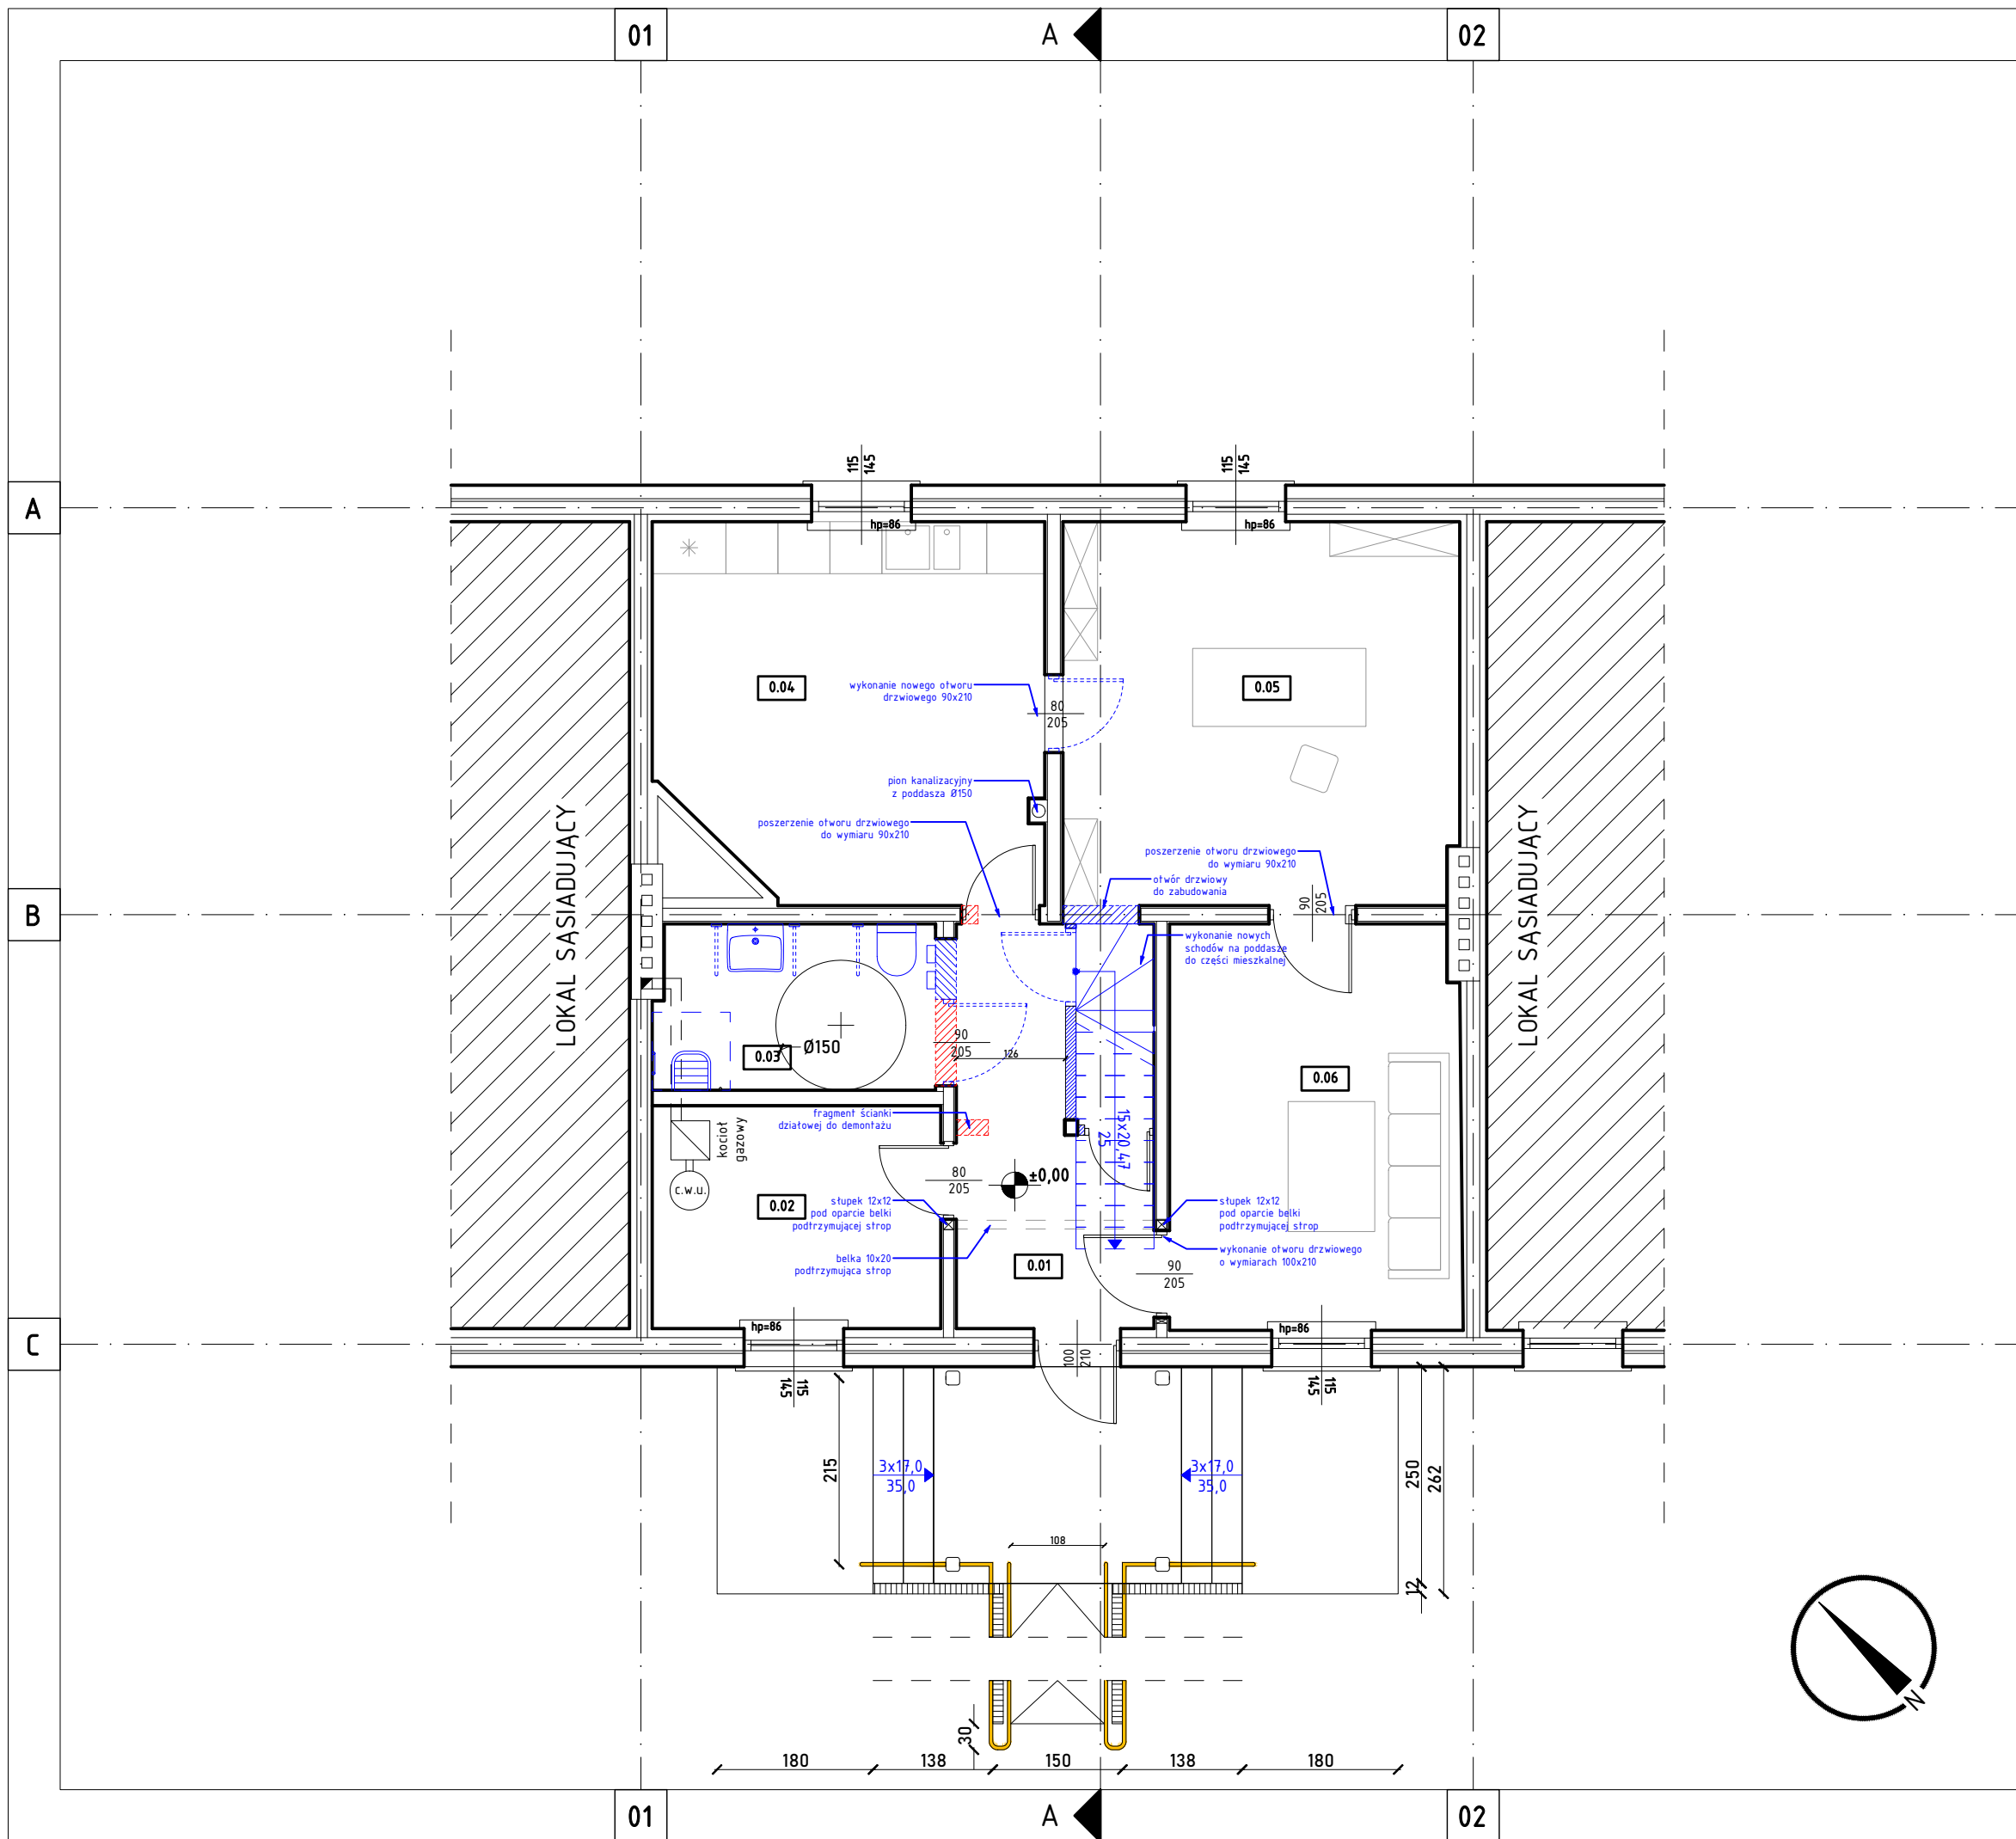 01
A
02
A
115
145
115
145
hp=86
hp=86
0.04
0.05
wykonanie nowego otworu
drzwiowego 90x210
80
205
pion kanalizacyjny
z poddasza Ø150
poszerzenie otworu drzwiowego
do wymiaru 90x210
poszerzenie otworu drzwiowego
do wymiaru 90x210
otwór drzwiowy
do zabudowania
90
205
LOKAL SĄSIADUJĄCY
LOKAL SĄSIADUJĄCY
B
wykonanie nowych
schodów na poddasze
do części mieszkalnej
0.03
Ø150
90
205
126
0.06
fragment ścianki
działowej do demontażu
15x20,47
25
kocioł
gazowy
c.w.u.
80
205
±0,00
0.02
słupek 12x12
pod oparcie belki
podtrzymującej strop
słupek 12x12
pod oparcie belki
podtrzymującej strop
belka 10x20
podtrzymująca strop
0.01
wykonanie otworu drzwiowego
o wymiarach 100x210
90
205
hp=86
hp=86
C
100
210
115
145
115
145
215
3x17,0
35,0
3x17,0
35,0
250
262
108
12
30
N
180
138
150
138
180
01
A
02